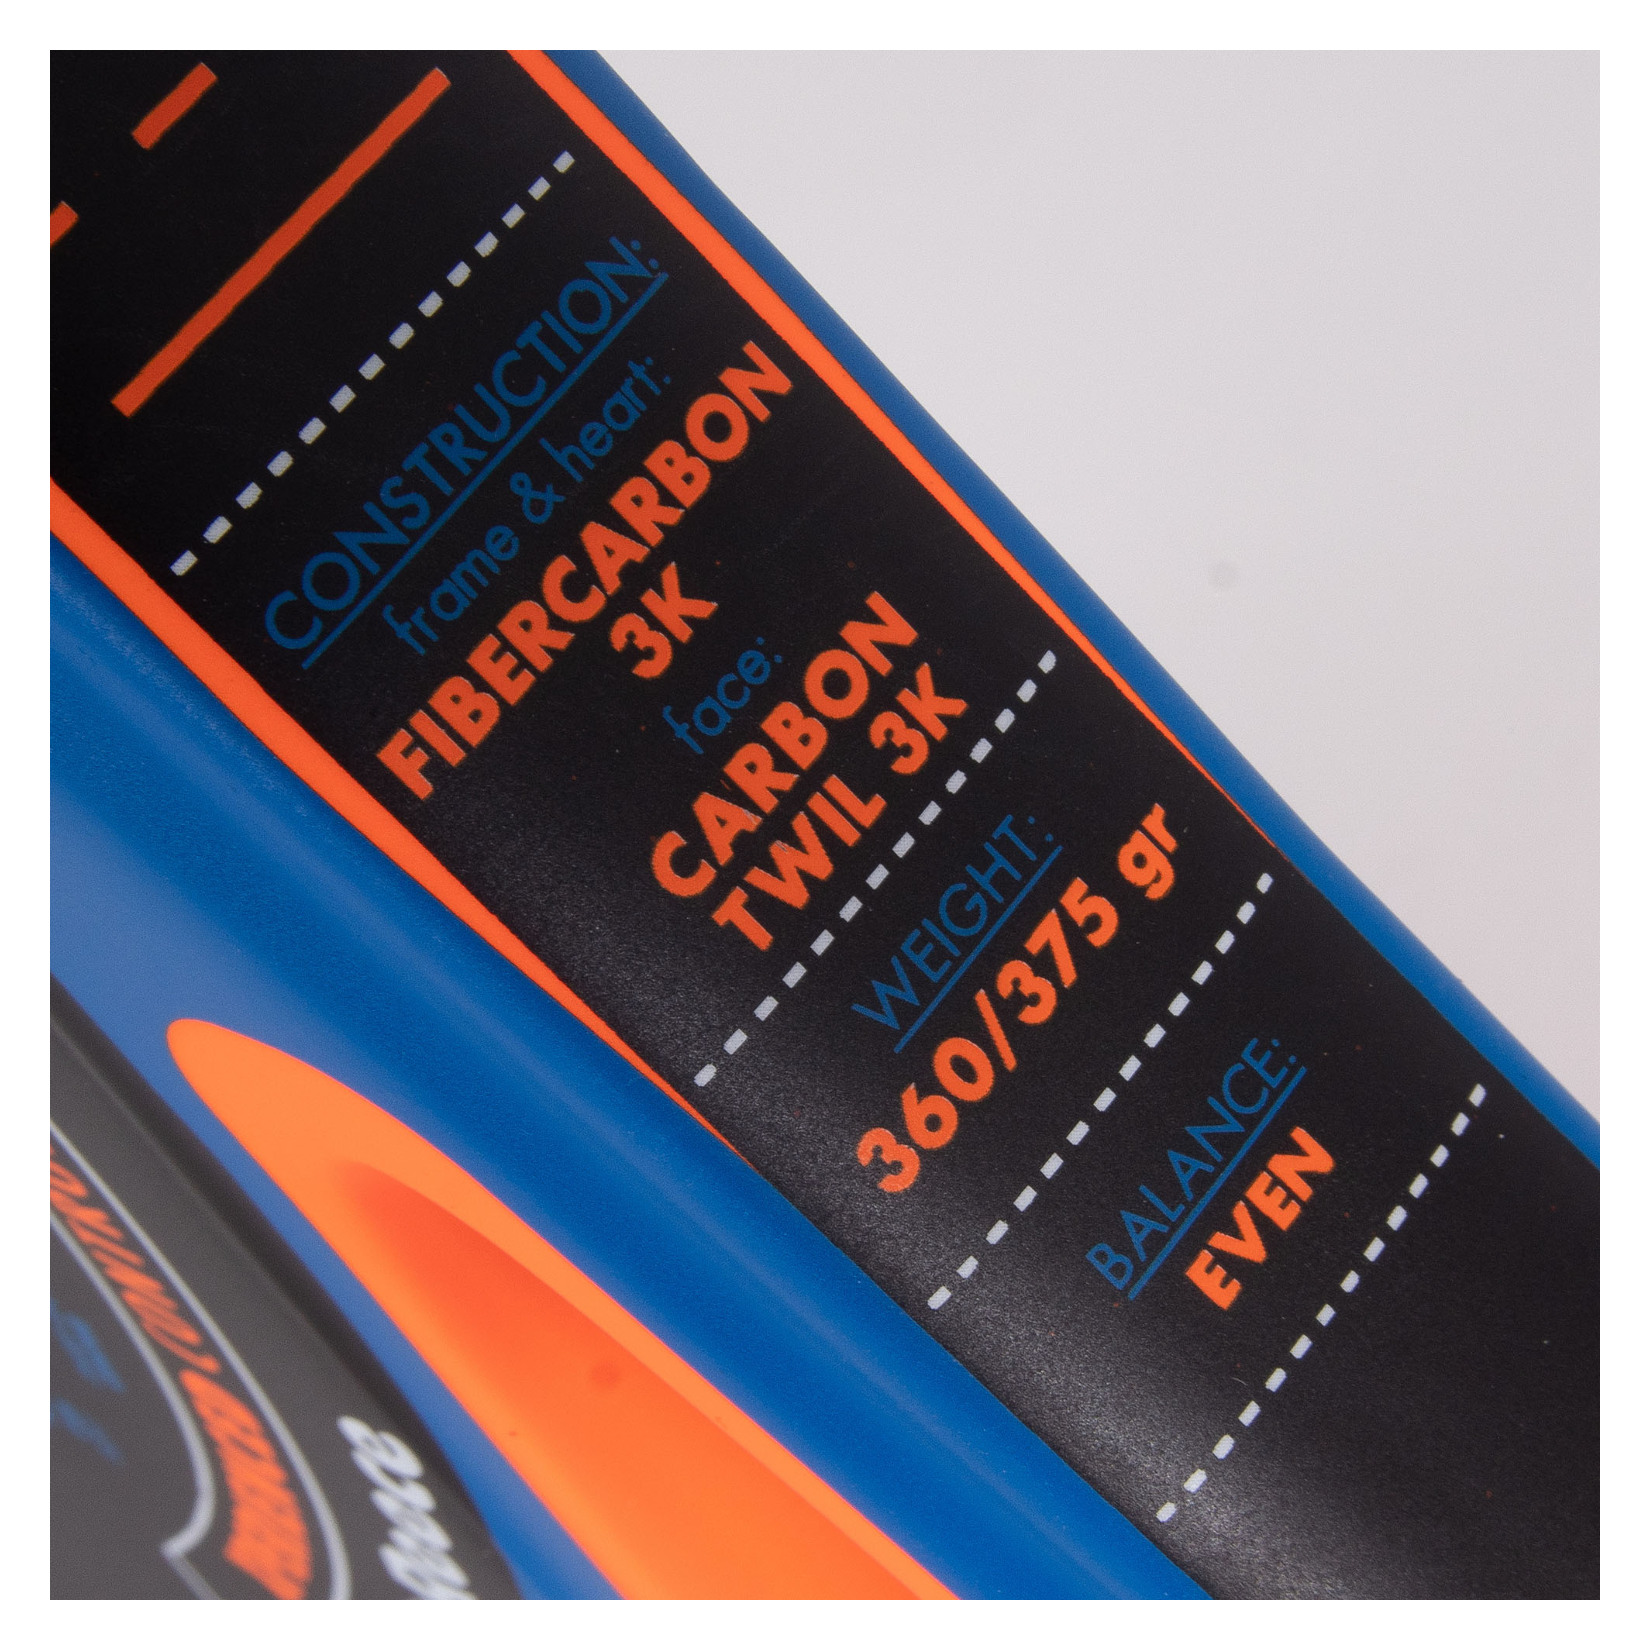 CONSTRUCTION:
frame & heart:
FIBERCARBON
3K
face:
CARBON
TWIL 3K
WEIGHT:
360/375 gr
BALANCE:
EVEN